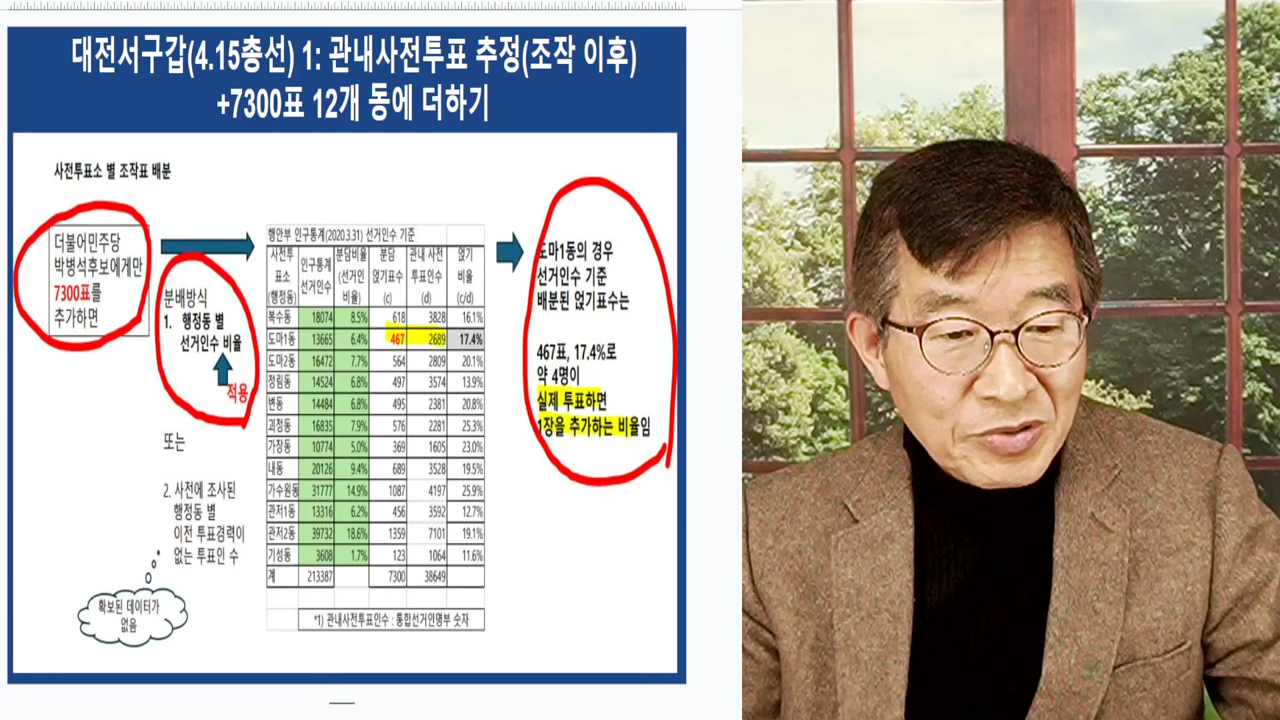 대전서구갑(4.15총선) 1: 관내사전투표 추정(조작 이후)
+7300표 12개 동에 더하기
사전투표소 별 조작표 배분
더불어민주당
박병석후보에게만
7300표를
추가하면
분배방식
1. 행정동 별
선거인수 비율
적용
또는
2. 사전에 조사된
행정동 별
이전 투표경력이
없는 투표인 수
확보된 데이터가
없음
행안부 인구통계(2020.3.31) 선거인수 기준
사전투표소(행정동) 인구통계 선거인수 분담비율(선거인비율) 분담 얹기표수 (c) 관내 사전투표인수 (d) 얹기비율 (c/d)
복수동 18074 8.5% 618 3828 16.1%
도마1동 13665 6.4% 467 2689 17.4%
도마2동 16472 7.7% 564 2809 20.1%
정림동 14524 6.8% 497 3574 13.9%
변동 14484 6.8% 495 2381 20.8%
괴정동 16835 7.9% 576 2281 25.3%
가장동 10774 5.0% 369 1605 23.0%
내동 20126 9.4% 689 3528 19.5%
가수원동 31777 14.9% 1087 4197 25.9%
관저1동 13316 6.2% 456 3592 12.7%
관저2동 39732 18.6% 1359 7101 19.1%
기성동 3608 1.7% 123 1064 11.6%
계 213387 7300 38649
*1) 관내사전투표인수 : 통합선거인명부 숫자
도마1동의 경우
선거인수 기준
배분된 얹기표수는
467표, 17.4%로
약 4명이
실제 투표하면
1장을 추가하는 비율임